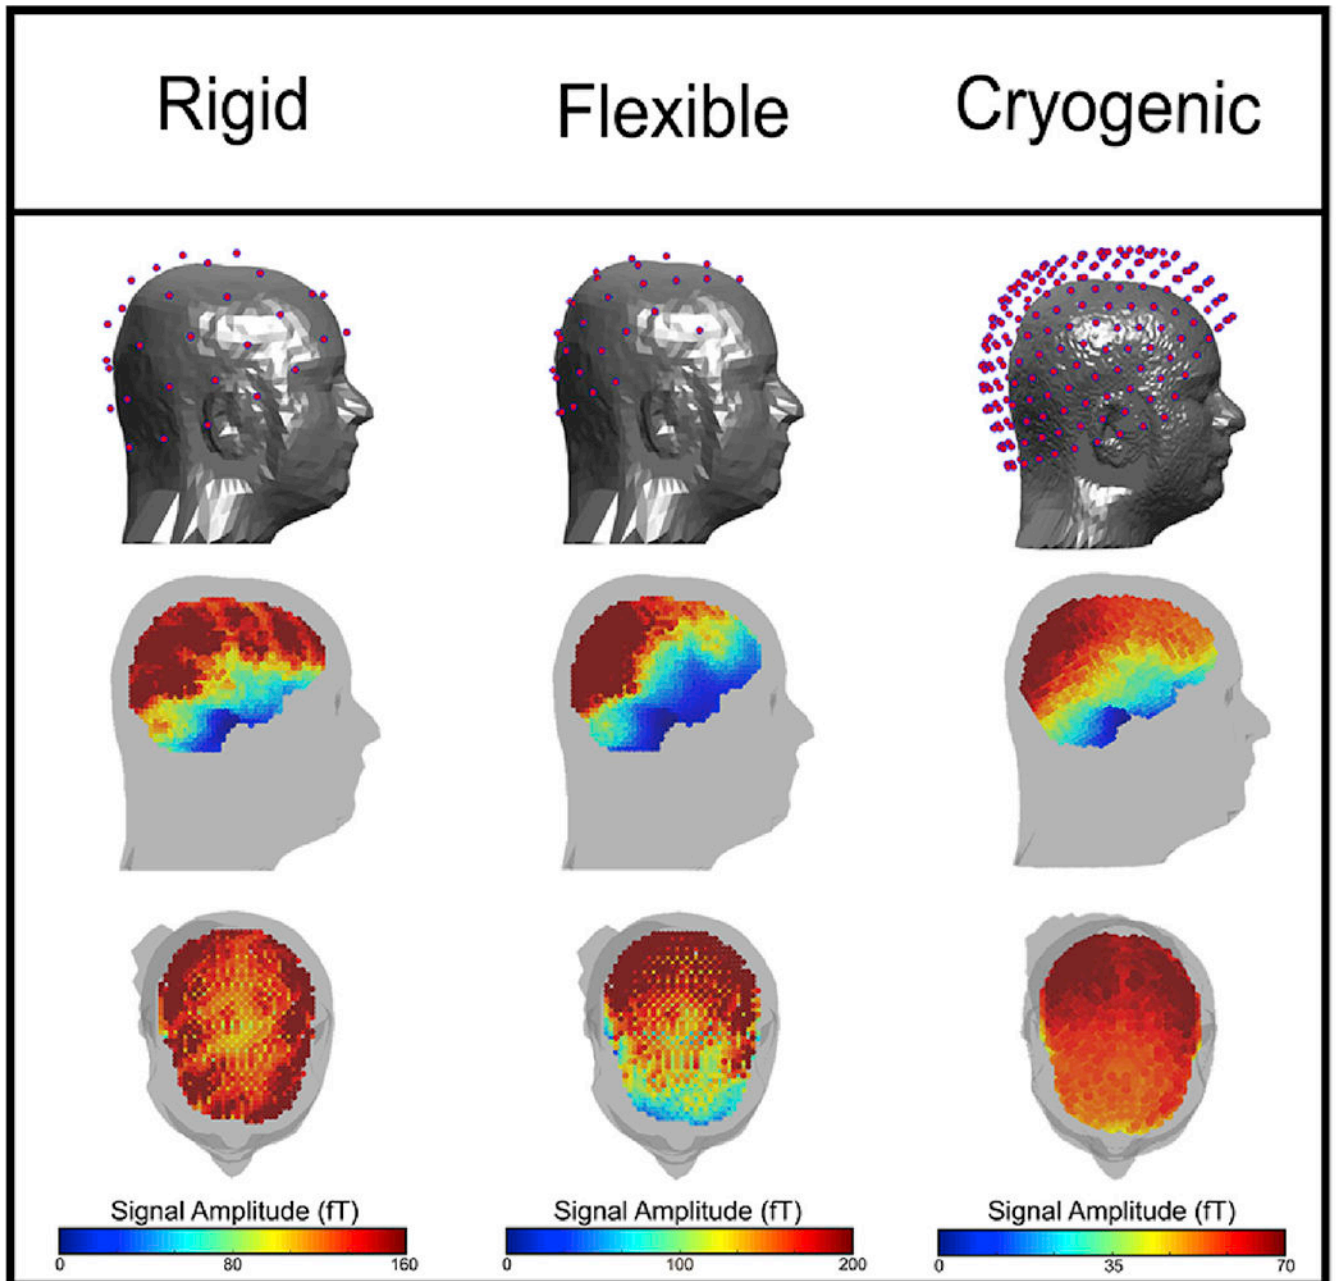 Rigid Flexible Cryogenic
Signal Amplitude (fT) Signal Amplitude (fT) Signal Amplitude (fT)
0 80 160 0 100 200 0 35 70